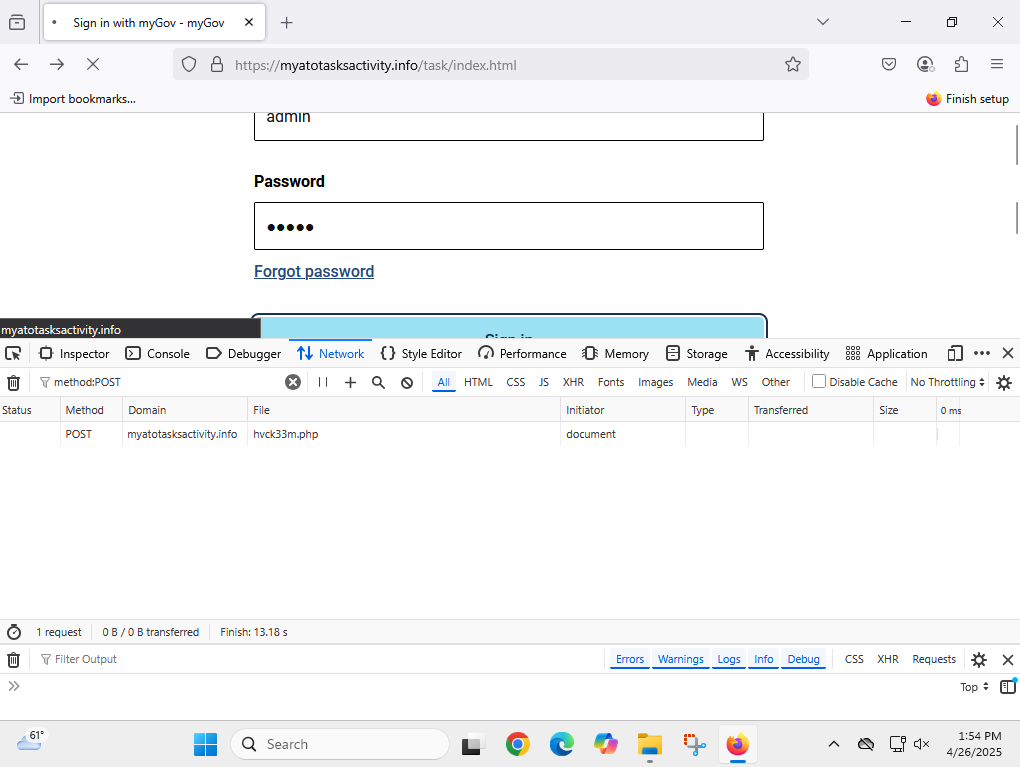 Sign in with myGov - myGov
https://myatotasksactivity.info/task/index.html
Import bookmarks...
Finish setup
admin
Password
●●●●●
Forgot password
Sign in
myatotasksactivity.info
Inspector Console Debugger Network Style Editor Performance Memory Storage Accessibility Application
method:POST
All HTML CSS JS XHR Fonts Images Media WS Other Disable Cache No Throttling
Status Method Domain File Initiator Type Transferred Size 0 ms
POST myatotasksactivity.info hvck33m.php document
1 request 0 B / 0 B transferred Finish: 13.18 s
Filter Output
Errors Warnings Logs Info Debug CSS XHR Requests
Top
61°
Search
1:54 PM
4/26/2025